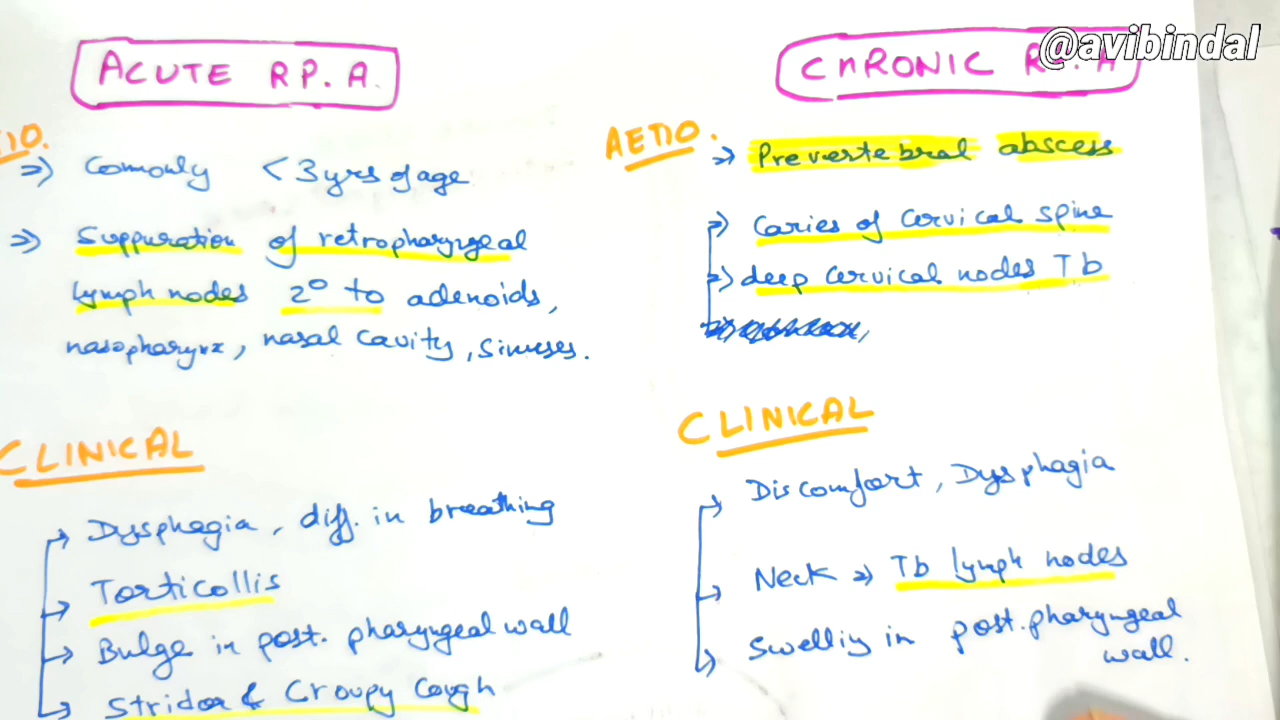 @avibindal
ACUTE RP. A.
TIO.
=> Commonly < 3 yrs of age
=> Suppuration of retropharyngeal
lymph nodes 2° to adenoids,
nasopharynx, nasal cavity, sinuses.
CLINICAL
→ Dysphagia, diff. in breathing
→ Torticollis
→ Bulge in post. pharyngeal wall
→ Stridor & Croupy Cough
CHRONIC RP. A
AETIO.
=> Prevertebral abscess
→ Caries of Cervical spine
→ deep cervical nodes Tb
CLINICAL
→ Discomfort, Dysphagia
→ Neck => Tb lymph nodes
→ Swelling in post. pharyngeal
wall.